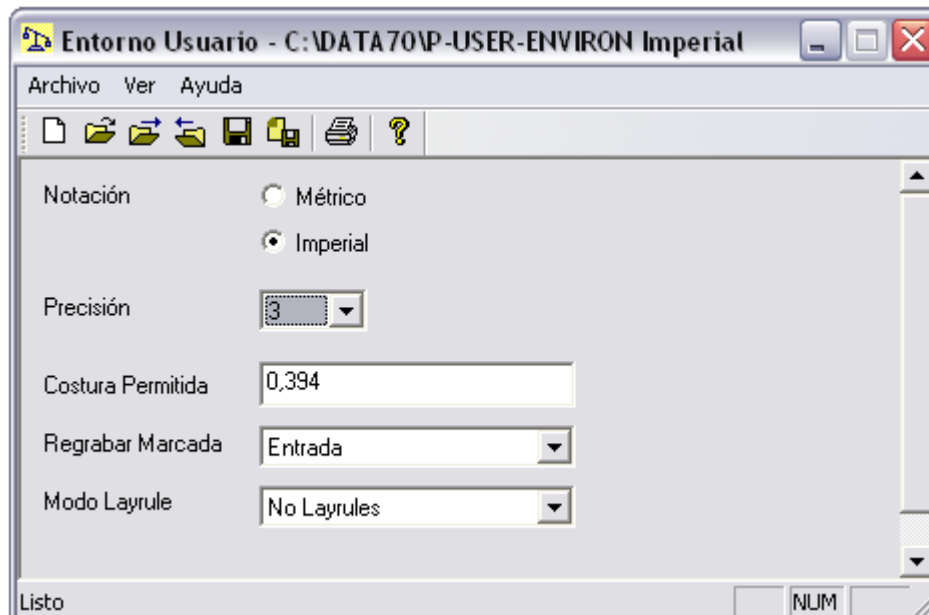 Entorno Usuario - C:\DATA70\P-USER-ENVIRON Imperial
Archivo Ver Ayuda
Notación
Métrico
Imperial
Precisión
3
Costura Permitida
0,394
Regrabar Marcada
Entrada
Modo Layrule
No Layrules
Listo
NUM